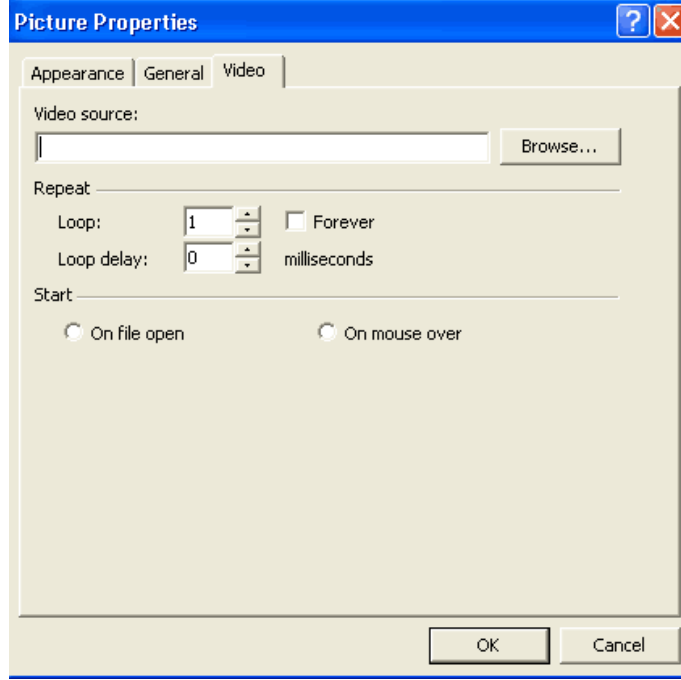 Picture Properties
Appearance General Video
Video source:
Browse...
Repeat
Loop: 1 Forever
Loop delay: 0 milliseconds
Start
On file open On mouse over
OK Cancel